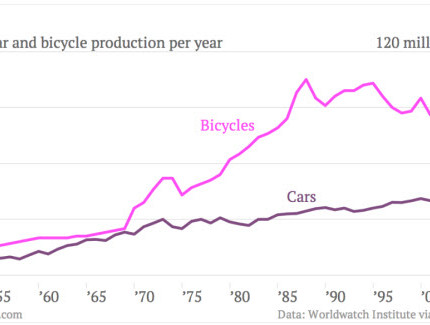 ar and bicycle production per year 120 mill
Bicycles
Cars
55 '60 '65 '70 '75 '80 '85 '90 '95 '0
.com Data: Worldwatch Institute via